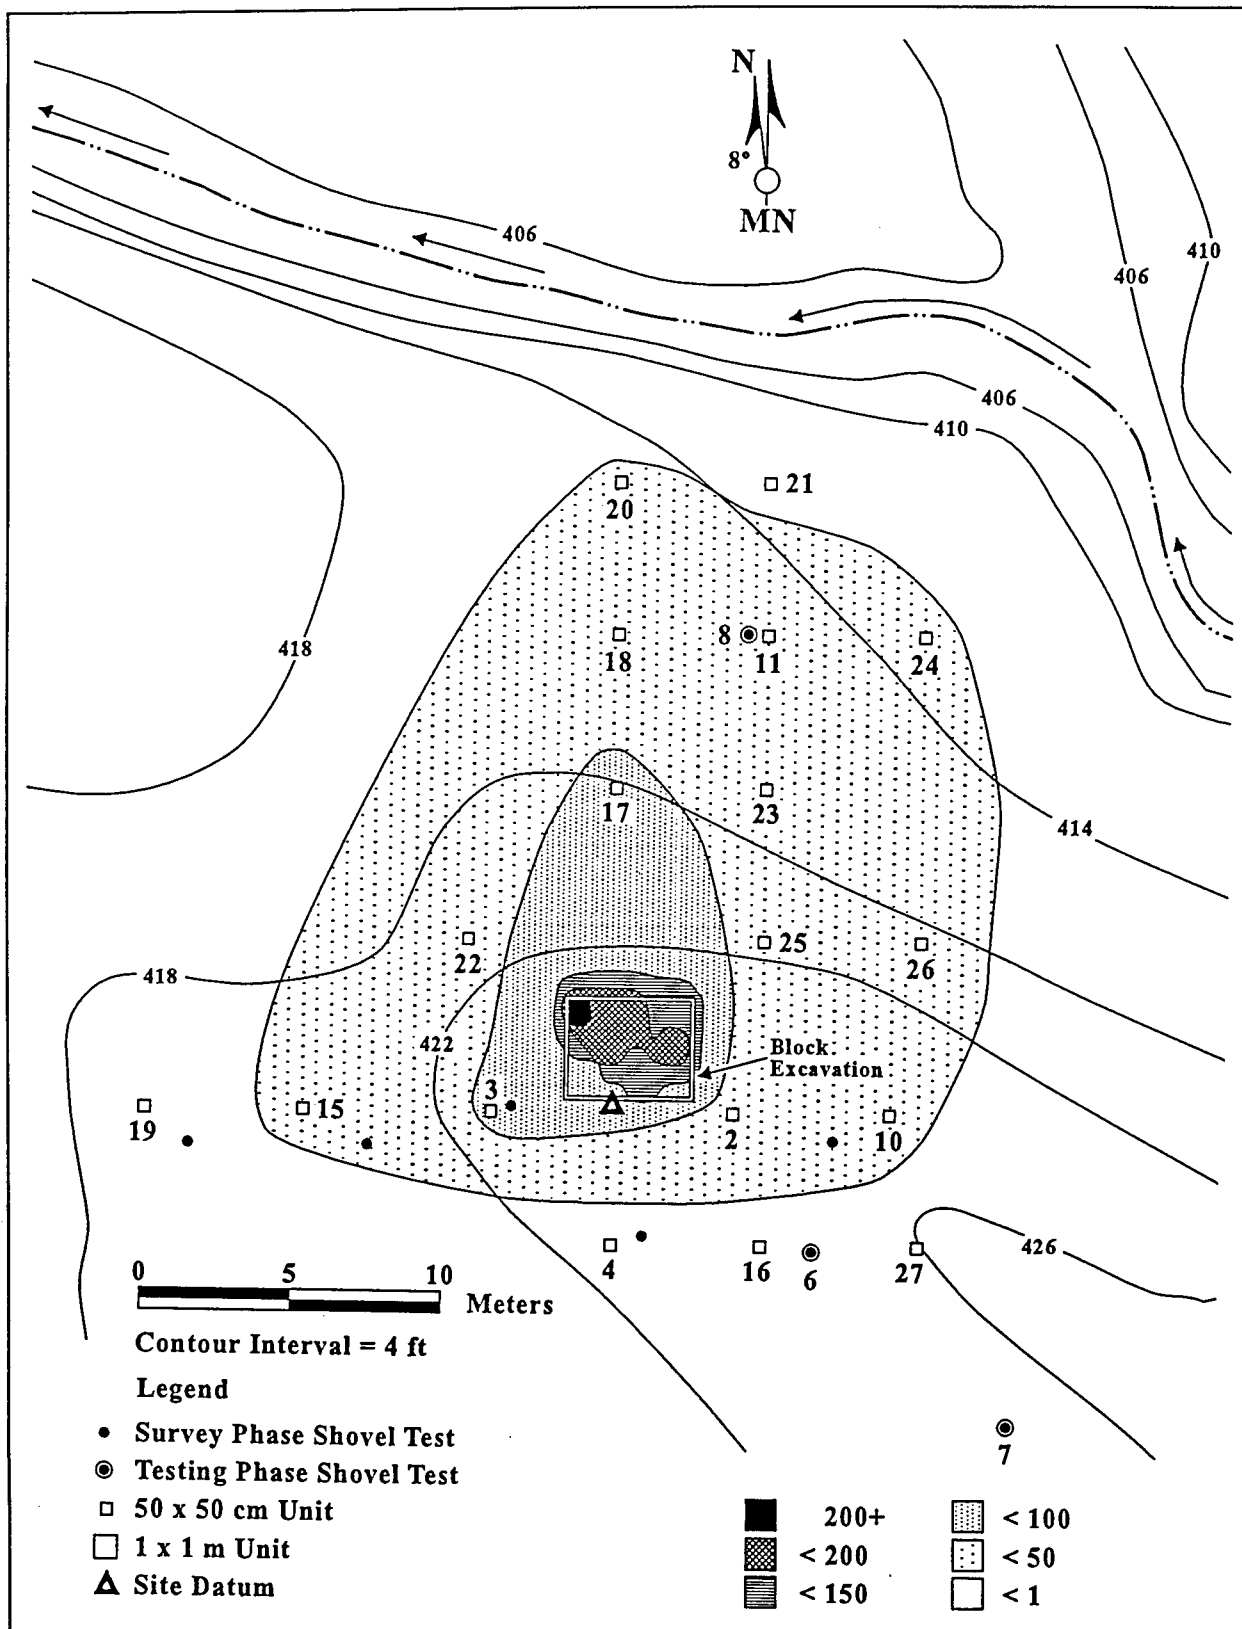 N
8°
MN
406
406
410
406
410
20
21
418
8
11
18
24
17
23
414
22
25
26
418
422
Block
Excavation
3
19
15
2
10
4
16
6
27
426
0 5 10
Meters
Contour Interval = 4 ft
Legend
Survey Phase Shovel Test
Testing Phase Shovel Test
50 x 50 cm Unit
1 x 1 m Unit
Site Datum
7
200+
< 200
< 150
< 100
< 50
< 1